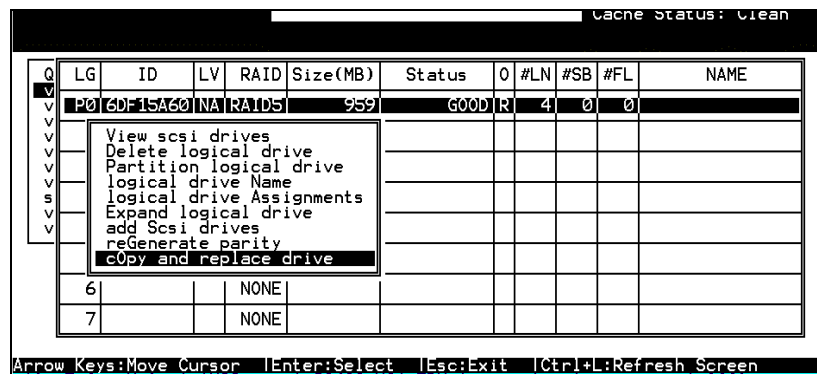 Cache Status: Clean
Q LG ID LV RAID Size(MB) Status O #LN #SB #FL NAME
v P0 6DF15A60 NA RAID5 959 GOOD R 4 0 0
v View scsi drives
v Delete logical drive
v Partition logical drive
v logical drive Name
s logical drive Assignments
v Expand logical drive
v add Scsi drives
reGenerate parity
cOpy and replace drive
6 NONE
7 NONE
Arrow Keys:Move Cursor |Enter:Select |Esc:Exit |Ctrl+L:Refresh Screen